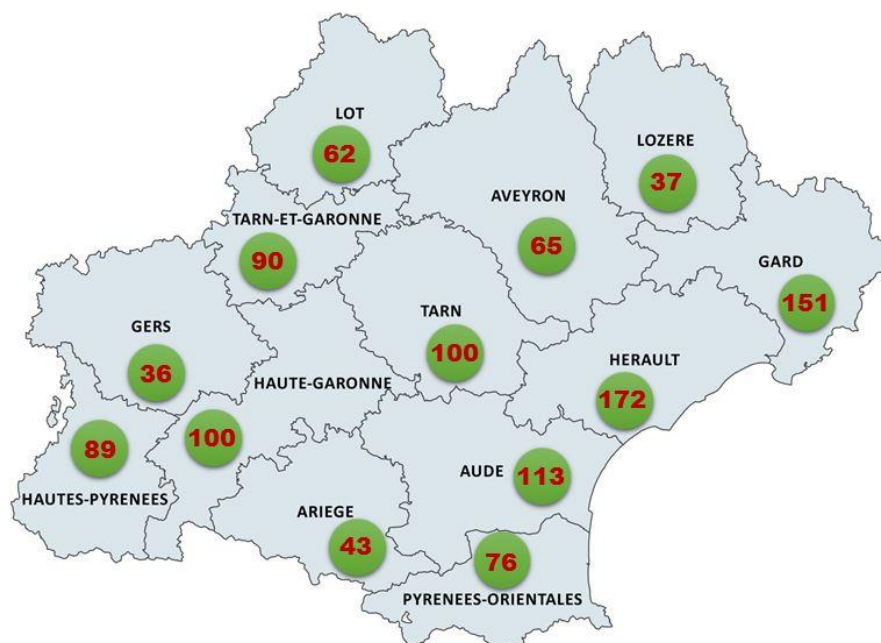 LOT
62
LOZERE
37
AVEYRON
65
TARN-ET-GARONNE
90
GARD
151
TARN
100
GERS
36
HERAULT
172
HAUTE-GARONNE
100
89
HAUTES-PYRENEES
AUDE
113
ARIEGE
43
76
PYRENEES-ORIENTALES